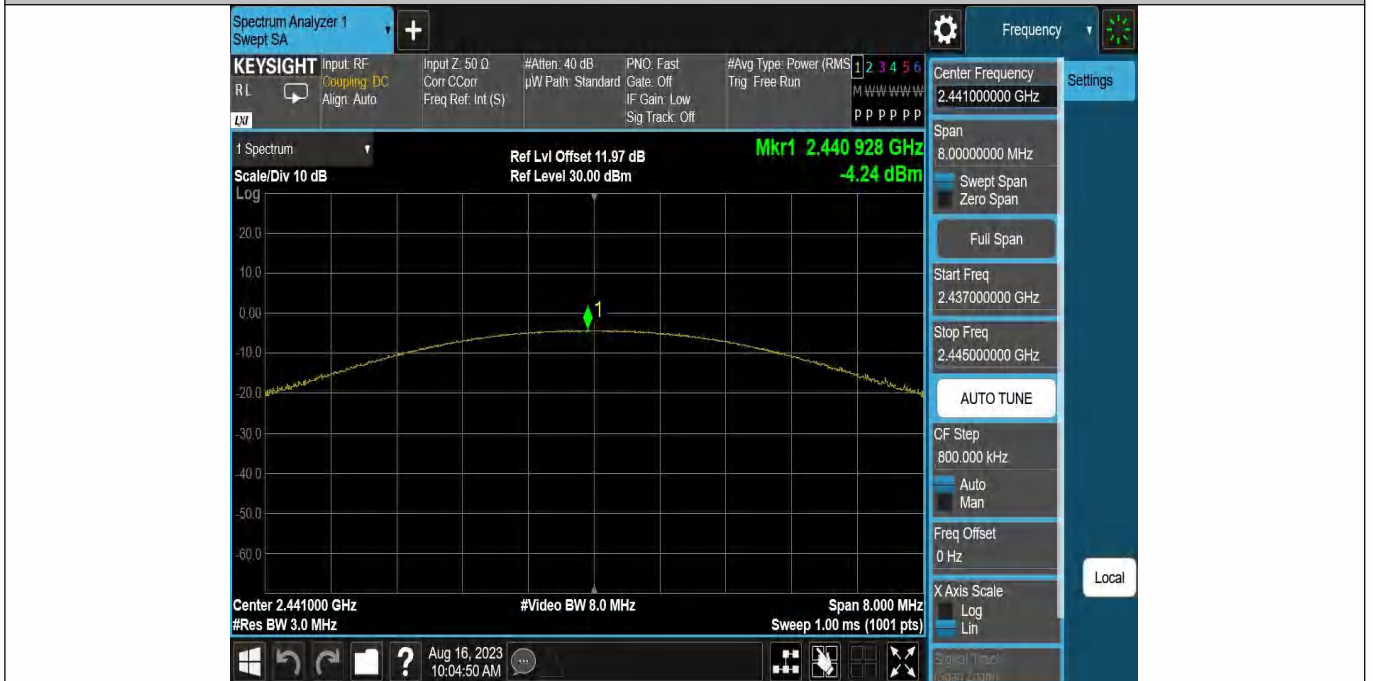 Spectrum Analyzer 1
Swept SA
+
Frequency
KEYSIGHT
RL
LXI
Input: RF
Coupling: DC
Align: Auto
Input Z: 50 Ω
Corr CCorr
Freq Ref: Int (S)
#Atten: 40 dB
µW Path: Standard
PNO: Fast
Gate: Off
IF Gain: Low
Sig Track: Off
#Avg Type: Power (RMS
Trig: Free Run
1 2 3 4 5 6
M W W W W W
P P P P P P
Center Frequency
2.441000000 GHz
Settings
1 Spectrum
Scale/Div 10 dB
Ref Lvl Offset 11.97 dB
Ref Level 30.00 dBm
Mkr1 2.440 928 GHz
-4.24 dBm
Span
8.00000000 MHz
Swept Span
Zero Span
Full Span
Start Freq
2.437000000 GHz
Stop Freq
2.445000000 GHz
AUTO TUNE
CF Step
800.000 kHz
Auto
Man
Freq Offset
0 Hz
X Axis Scale
Log
Lin
Signal Track
(Span Zoom)
Local
Log
20.0
10.0
0.00
-10.0
-20.0
-30.0
-40.0
-50.0
-60.0
1
Center 2.441000 GHz
#Res BW 3.0 MHz
#Video BW 8.0 MHz
Span 8.000 MHz
Sweep 1.00 ms (1001 pts)
?
Aug 16, 2023
10:04:50 AM